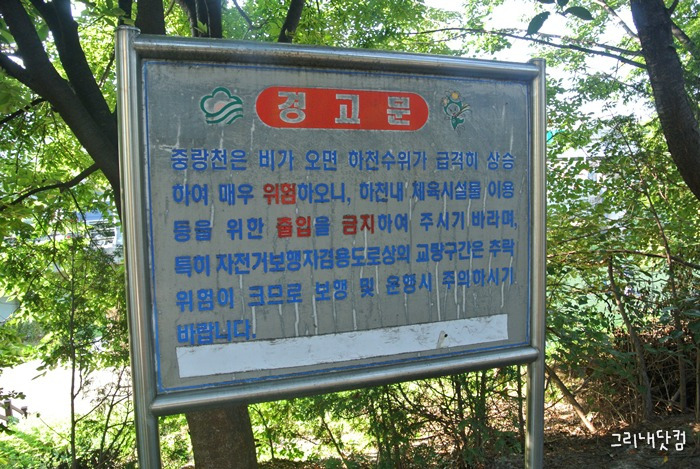 경고문
중랑천은 비가 오면 하천수위가 급격히 상승
하여 매우 위험하오니, 하천내 체육시설물 이용
등을 위한 출입을 금지하여 주시기 바라며,
특히 자전거보행자겸용도로상의 교량구간은 추락
위험이 크므로 보행 및 운행시 주의하시기
바랍니다.
그리내닷컴